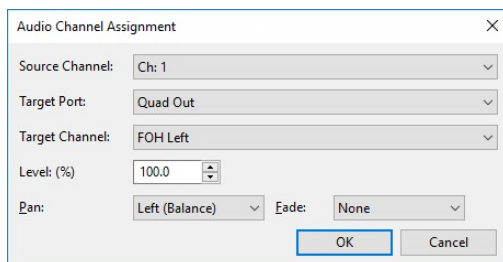 Audio Channel Assignment
Source Channel: Ch: 1
Target Port: Quad Out
Target Channel: FOH Left
Level: (%) 100.0
Pan: Left (Balance) Fade: None
OK Cancel